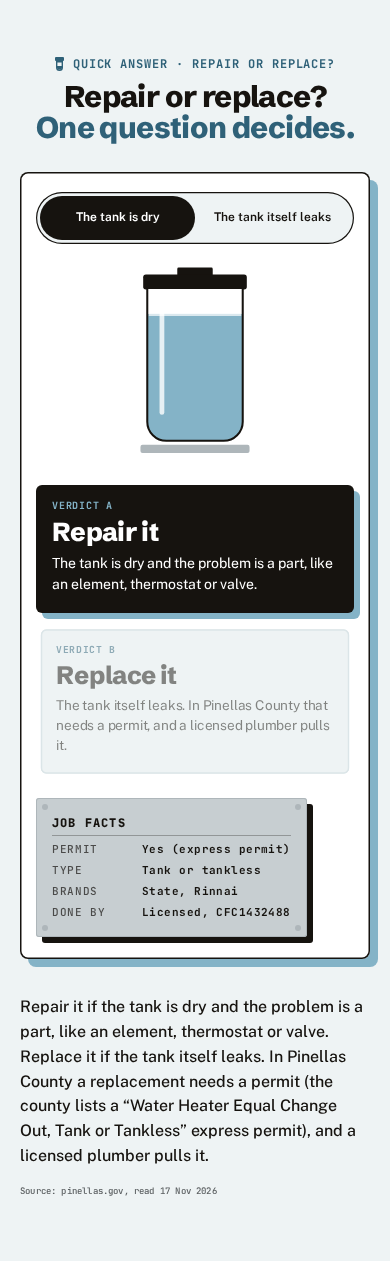 QUICK ANSWER · REPAIR OR REPLACE?
Repair or replace?
One question decides.
The tank is dry
The tank itself leaks
VERDICT A
Repair it
The tank is dry and the problem is a part, like
an element, thermostat or valve.
VERDICT B
Replace it
The tank itself leaks. In Pinellas County that
needs a permit, and a licensed plumber pulls
it.
JOB FACTS
PERMIT Yes (express permit)
TYPE Tank or tankless
BRANDS State, Rinnai
DONE BY Licensed, CFC1432488
Repair it if the tank is dry and the problem is a
part, like an element, thermostat or valve.
Replace it if the tank itself leaks. In Pinellas
County a replacement needs a permit (the
county lists a “Water Heater Equal Change
Out, Tank or Tankless” express permit), and a
licensed plumber pulls it.
Source: pinellas.gov, read 17 Nov 2026